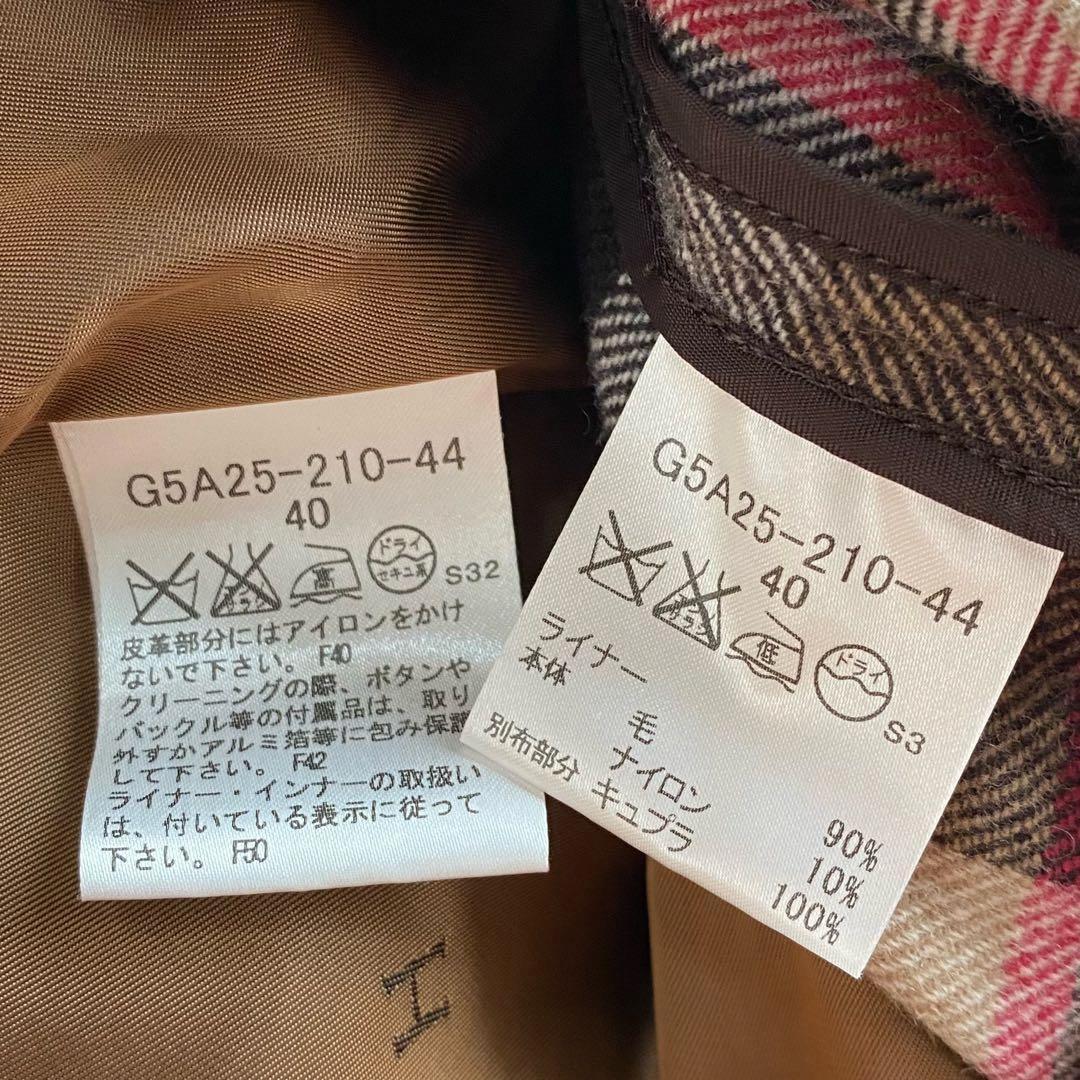 G5A25-210-44
40
高
ドライ
セキユ系
S32
皮革部分にはアイロンをかけ
ないで下さい。 F40
クリーニングの際、ボタンや
バックル等の付属品は、取り
外すかアルミ箔等に包み保護
して下さい。 F42
ライナー・インナーの取扱い
は、付いている表示に従って
下さい。 F50
G5A25-210-44
40
低
ドライ
S3
ライナー
本体
毛 90%
ナイロン 10%
別布部分 キュプラ 100%